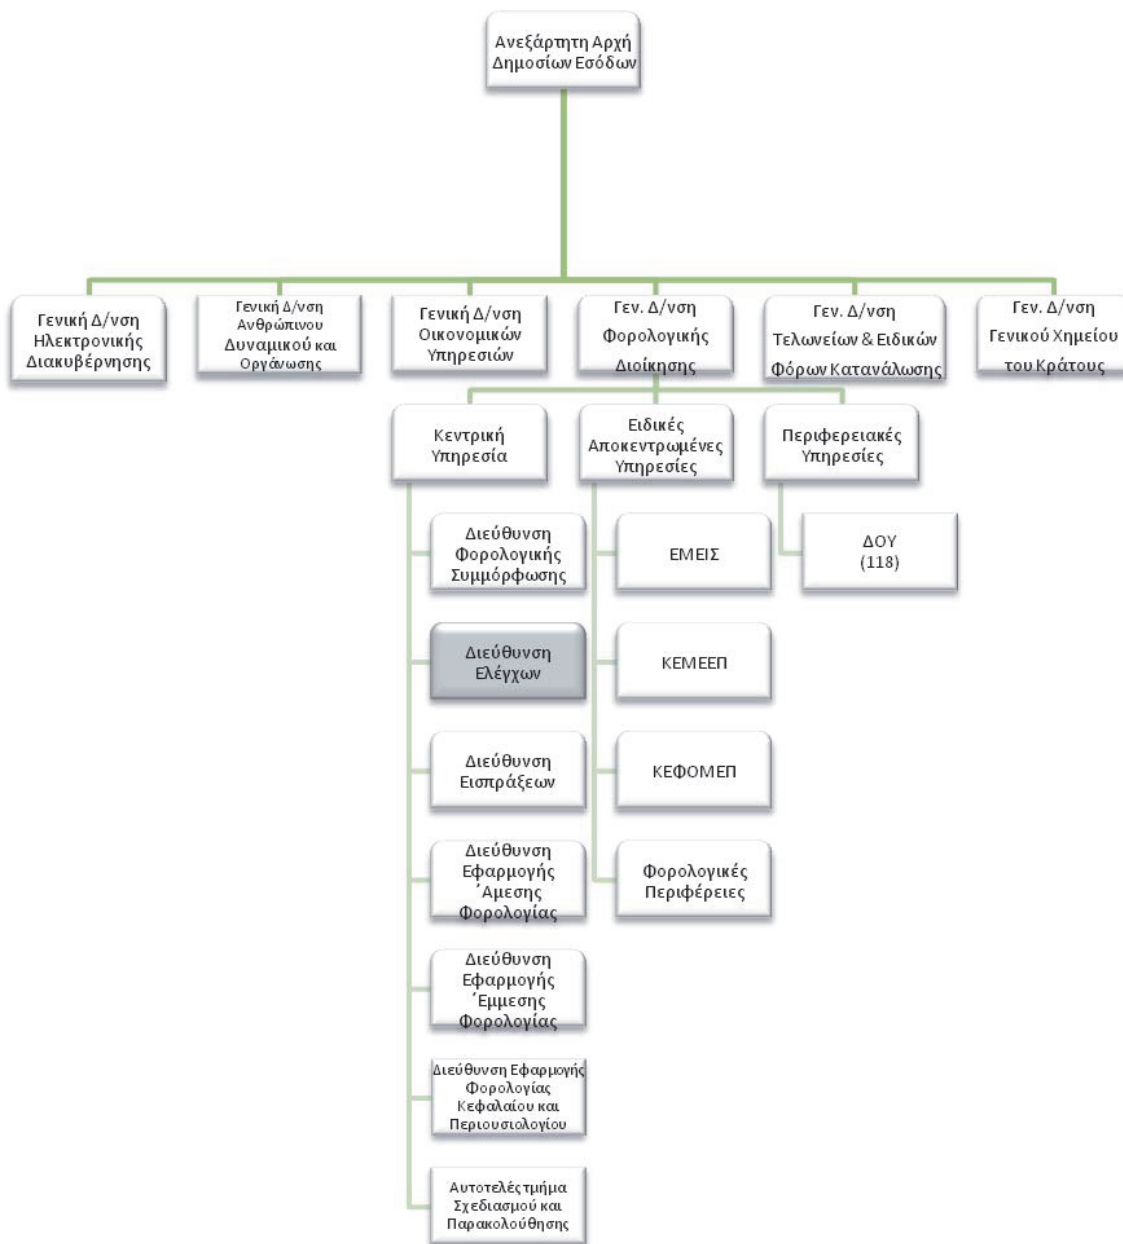 Ανεξάρτητη Αρχή
Δημοσίων Εσόδων
Γενική Δ/νση
Ηλεκτρονικής
Διακυβέρνησης
Γενική Δ/νση
Ανθρώπινου
Δυναμικού και
Οργάνωσης
Γενική Δ/νση
Οικονομικών
Υπηρεσιών
Γεν. Δ/νση
Φορολογικής
Διοίκησης
Γεν. Δ/νση
Τελωνείων & Ειδικών
Φόρων Κατανάλωσης
Γεν. Δ/νση
Γενικού Χημείου
του Κράτους
Κεντρική
Υπηρεσία
Ειδικές
Αποκεντρωμένες
Υπηρεσίες
Περιφερειακές
Υπηρεσίες
Διεύθυνση
Φορολογικής
Συμμόρφωσης
ΕΜΕΙΣ
ΔΟΥ
(118)
Διεύθυνση
Ελέγχων
ΚΕΜΕΕΠ
Διεύθυνση
Εισπράξεων
ΚΕΦΟΜΕΠ
Διεύθυνση
Εφαρμογής
΄Αμεσης
Φορολογίας
Φορολογικές
Περιφέρειες
Διεύθυνση
Εφαρμογής
΄Εμμεσης
Φορολογίας
Διεύθυνση Εφαρμογής
Φορολογίας
Κεφαλαίου και
Περιουσιολογίου
Αυτοτελές τμήμα
Σχεδιασμού και
Παρακολούθησης